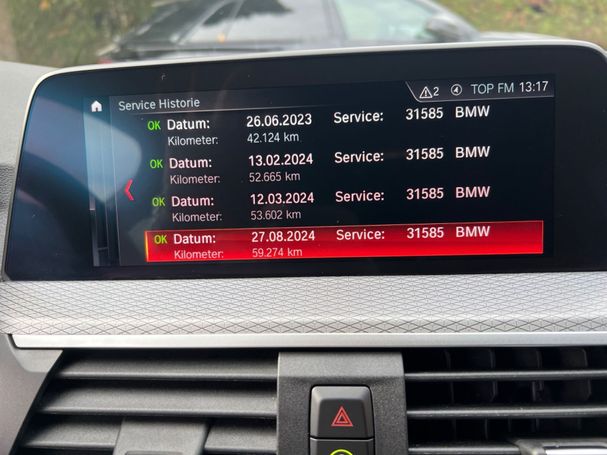 2 4 TOP FM 13:17
Service Historie
OK Datum: 26.06.2023 Service: 31585 BMW
Kilometer: 42.124 km
OK Datum: 13.02.2024 Service: 31585 BMW
Kilometer: 52.665 km
OK Datum: 12.03.2024 Service: 31585 BMW
Kilometer: 53.602 km
OK Datum: 27.08.2024 Service: 31585 BMW
Kilometer: 59.274 km